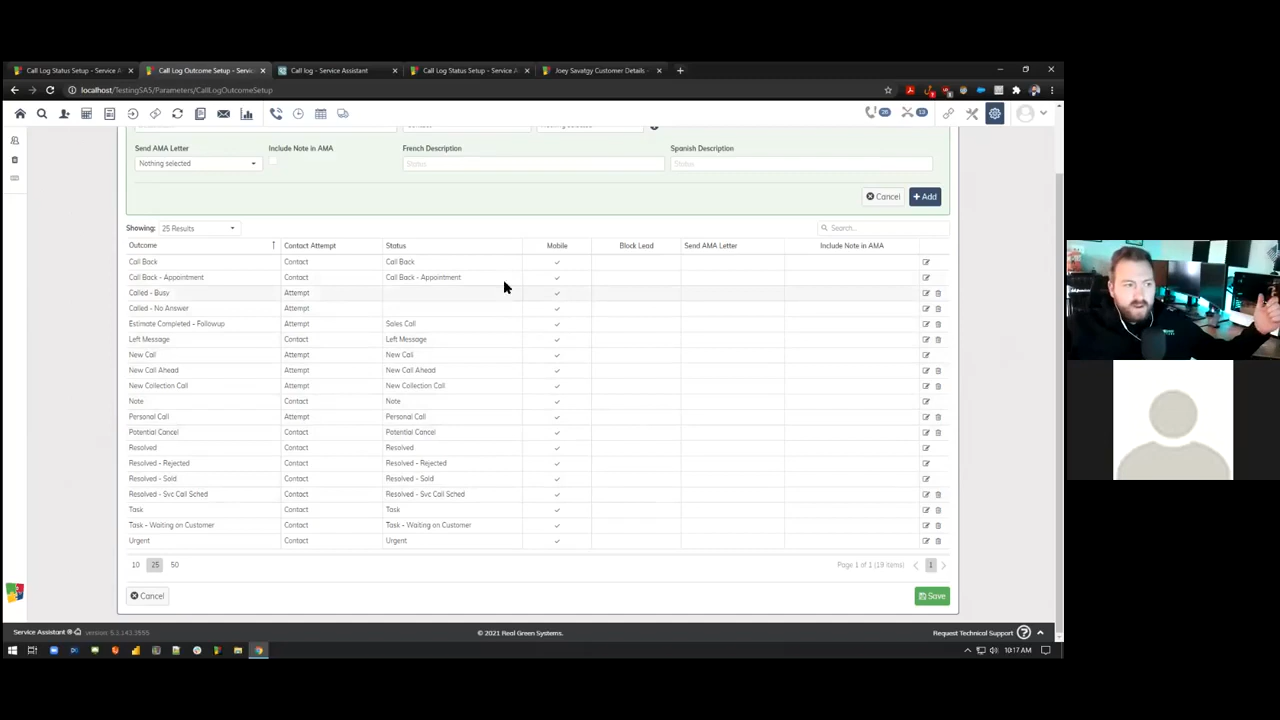 Call Log Status Setup - Service A
Call Log Outcome Setup - Servic
Call log - Service Assistant
Call Log Status Setup - Service A
Joey Savatgy Customer Details -
localhost/TestingSA5/Parameters/CallLogOutcomeSetup
26
12
Send AMA Letter
Include Note in AMA
French Description
Spanish Description
Nothing selected
Status
Status
Cancel
+ Add
Showing: 25 Results
Search...
Outcome Contact Attempt Status Mobile Block Lead Send AMA Letter Include Note in AMA
Call Back Contact Call Back
Call Back - Appointment Contact Call Back - Appointment
Called - Busy Attempt
Called - No Answer Attempt
Estimate Completed - Followup Attempt Sales Call
Left Message Contact Left Message
New Call Attempt New Call
New Call Ahead Attempt New Call Ahead
New Collection Call Attempt New Collection Call
Note Contact Note
Personal Call Attempt Personal Call
Potential Cancel Contact Potential Cancel
Resolved Contact Resolved
Resolved - Rejected Contact Resolved - Rejected
Resolved - Sold Contact Resolved - Sold
Resolved - Svc Call Sched Contact Resolved - Svc Call Sched
Task Contact Task
Task - Waiting on Customer Contact Task - Waiting on Customer
Urgent Contact Urgent
10 25 50
Page 1 of 1 (19 items) 1
Cancel
Save
Service Assistant
© 2021 Real Green Systems.
Request Technical Support
10:17 AM